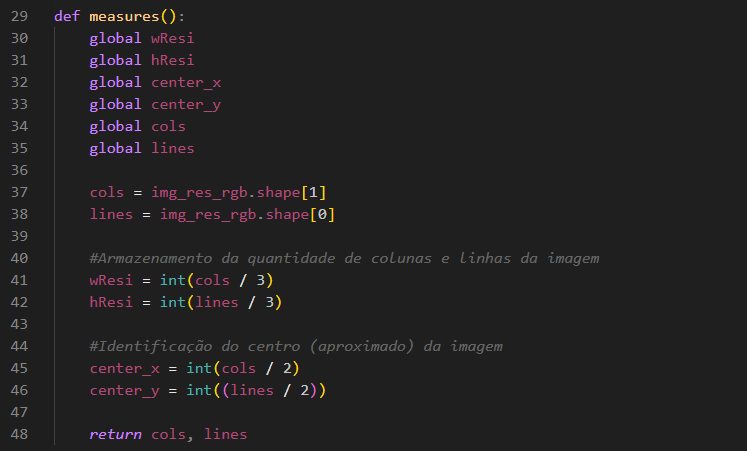 29 def measures():
30     global wResi
31     global hResi
32     global center_x
33     global center_y
34     global cols
35     global lines
36
37     cols = img_res_rgb.shape[1]
38     lines = img_res_rgb.shape[0]
39
40     #Armazenamento da quantidade de colunas e linhas da imagem
41     wResi = int(cols / 3)
42     hResi = int(lines / 3)
43
44     #Identificação do centro (aproximado) da imagem
45     center_x = int(cols / 2)
46     center_y = int((lines / 2))
47
48     return cols, lines